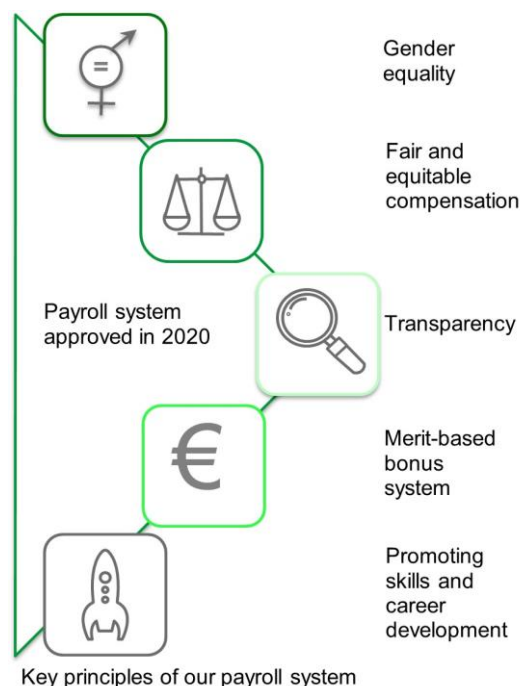 =
Gender
equality
Fair and
equitable
compensation
Payroll system
approved in 2020
Transparency
€
Merit-based
bonus
system
Promoting
skills and
career
development
Key principles of our payroll system